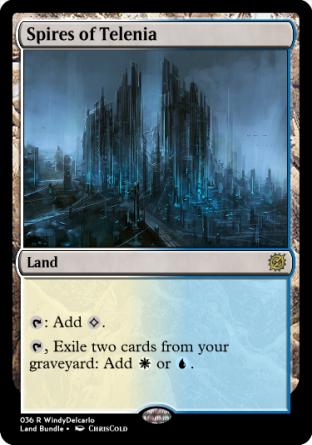 Spires of Telenia
Land
: Add .
, Exile two cards from your
graveyard: Add or .
036 R WindyDelcarlo
Land Bundle • ChrisCold